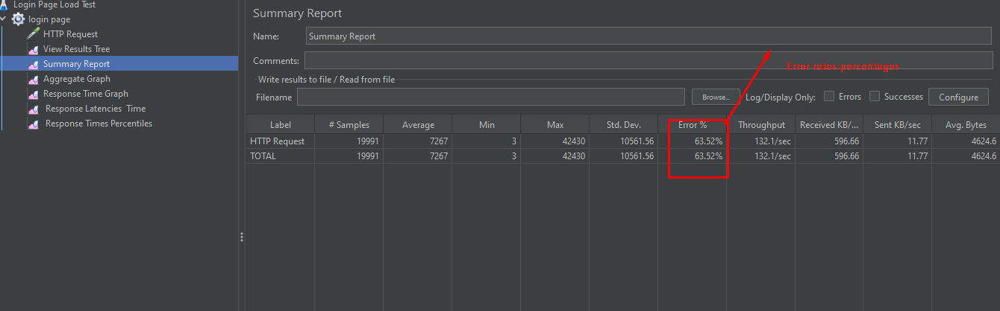 Login Page Load Test
login page
HTTP Request
View Results Tree
Summary Report
Aggregate Graph
Response Time Graph
Response Latencies Time
Response Times Percentiles
Summary Report
Name: Summary Report
Comments:
Error rates percentages
Write results to file / Read from file
Filename Browse... Log/Display Only: Errors Successes Configure
Label # Samples Average Min Max Std. Dev. Error % Throughput Received KB/... Sent KB/sec Avg. Bytes
HTTP Request 19991 7267 3 42430 10561.56 63.52% 132.1/sec 596.66 11.77 4624.6
TOTAL 19991 7267 3 42430 10561.56 63.52% 132.1/sec 596.66 11.77 4624.6